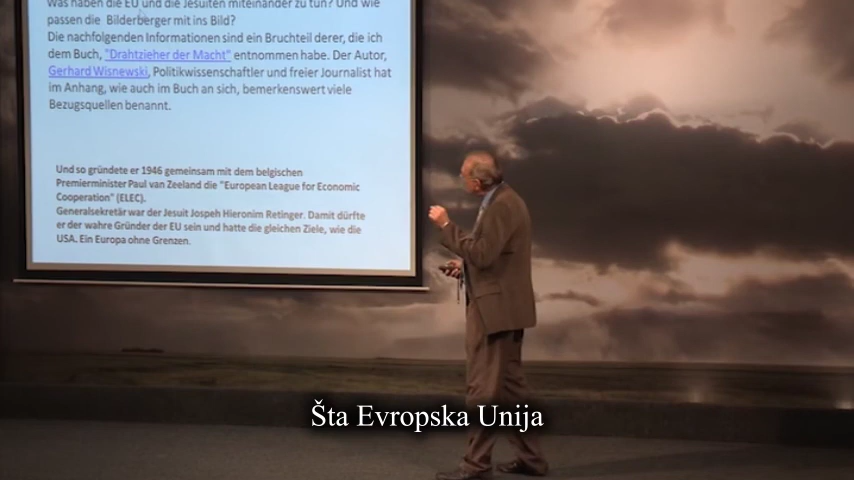 Was haben die EU und die Jesuiten miteinander zu tun? Und wie
passen die Bilderberger mit ins Bild?
Die nachfolgenden Informationen sind ein Bruchteil derer, die ich
dem Buch, "Drahtzieher der Macht" entnommen habe. Der Autor,
Gerhard Wisnewski, Politikwissenschaftler und freier Journalist hat
im Anhang, wie auch im Buch an sich, bemerkenswert viele
Bezugsquellen benannt.
Und so gründete er 1946 gemeinsam mit dem belgischen
Premierminister Paul van Zeeland die "European League for Economic
Cooperation" (ELEC).
Generalsekretär war der Jesuit Jospeh Hieronim Retinger. Damit dürfte
er der wahre Gründer der EU sein und hatte die gleichen Ziele, wie die
USA. Ein Europa ohne Grenzen.
Šta Evropska Unija